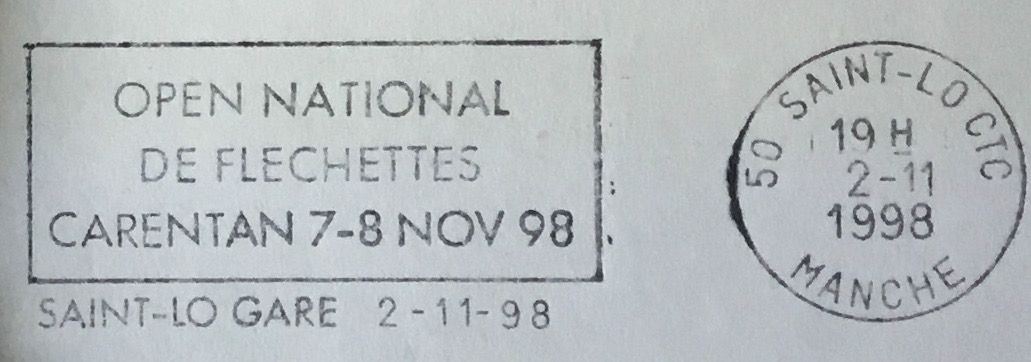 OPEN NATIONAL
DE FLECHETTES
CARENTAN 7-8 NOV 98
SAINT-LO GARE 2-11-98
50 SAINT-LO CTC
19 H
2-11
1998
MANCHE